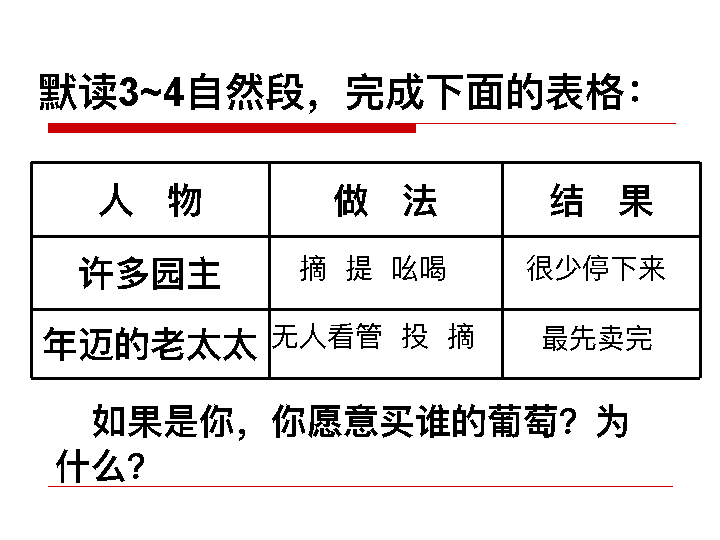 默读3~4自然段，完成下面的表格：
人 物 做 法 结 果
许多园主 摘 提 吆喝 很少停下来
年迈的老太太 无人看管 投 摘 最先卖完
如果是你，你愿意买谁的葡萄？为
什么？